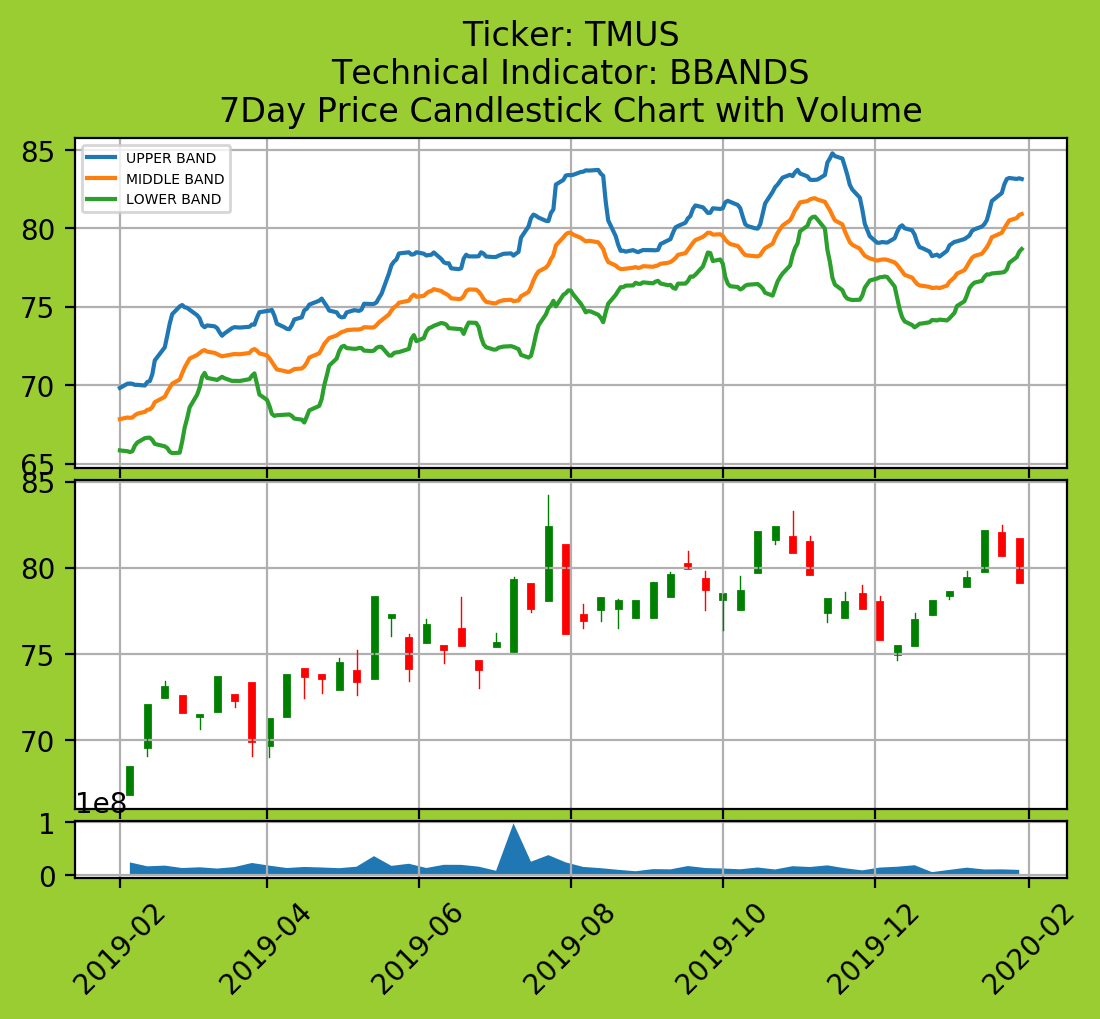 Ticker: TMUS
Technical Indicator: BBANDS
7Day Price Candlestick Chart with Volume
85
80
75
70
65
UPPER BAND
MIDDLE BAND
LOWER BAND
85
80
75
70
1e8
1
0
2019-02
2019-04
2019-06
2019-08
2019-10
2019-12
2020-02